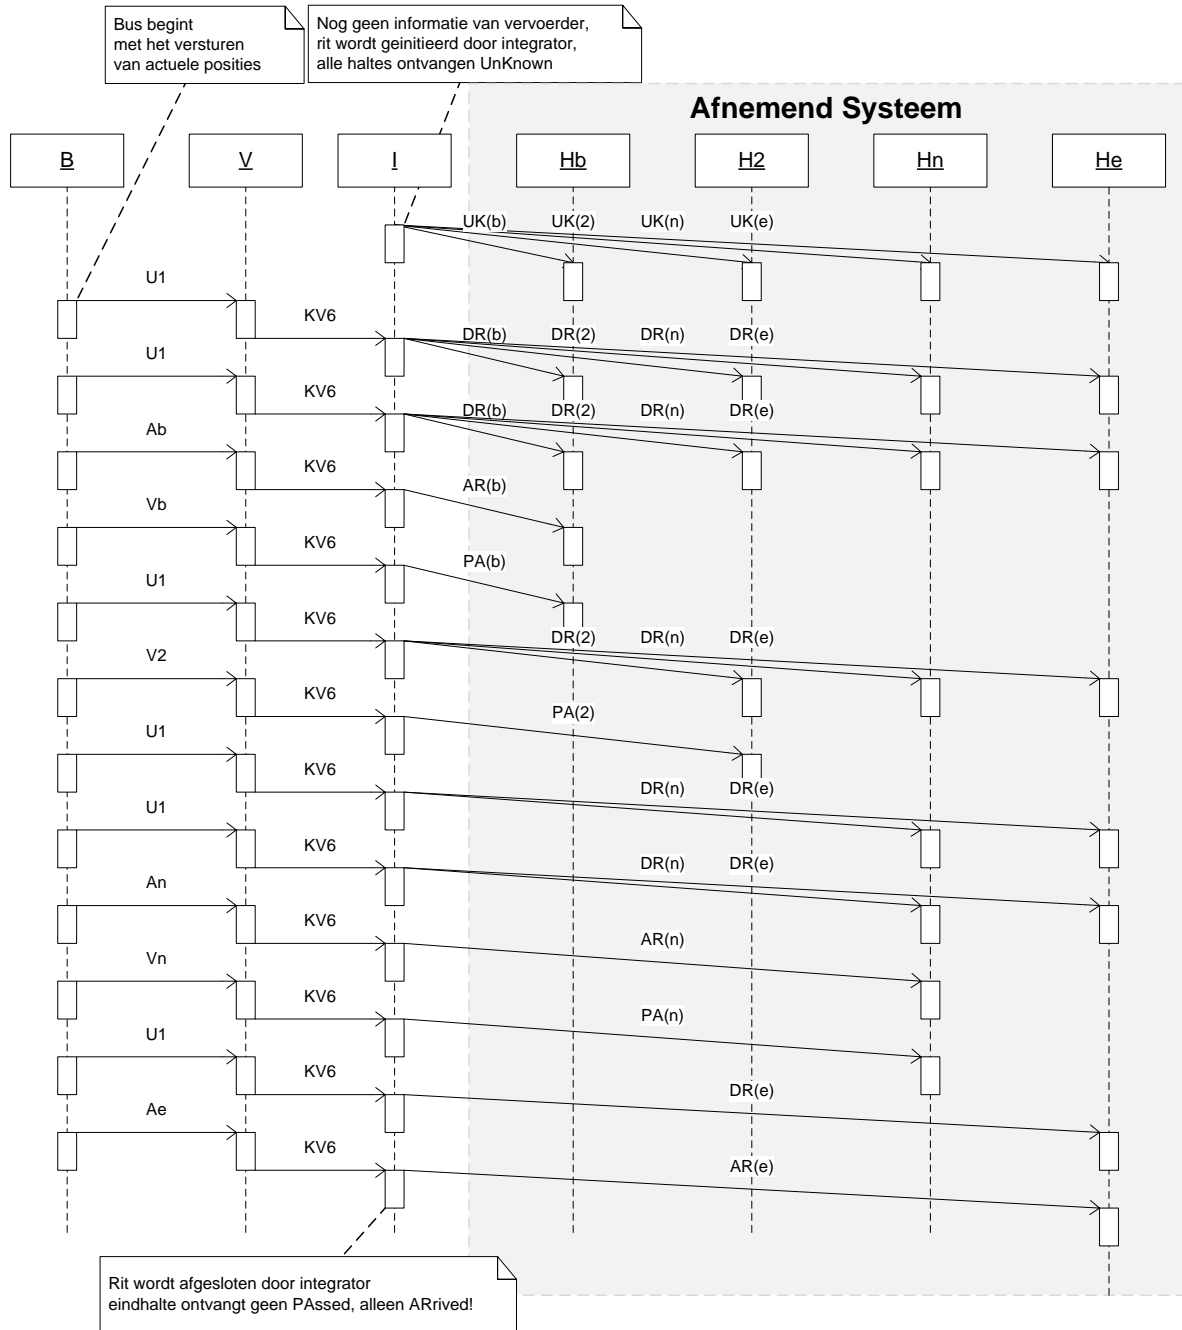 Bus begint
met het versturen
van actuele posities
Nog geen informatie van vervoerder,
rit wordt geinitieerd door integrator,
alle haltes ontvangen UnKnown
Afnemend Systeem
B V I Hb H2 Hn He
UK(b) UK(2) UK(n) UK(e)
U1
KV6
DR(b) DR(2) DR(n) DR(e)
U1
KV6
DR(b) DR(2) DR(n) DR(e)
Ab
KV6
AR(b)
Vb
KV6
PA(b)
U1
KV6
DR(2) DR(n) DR(e)
V2
KV6
PA(2)
U1
KV6
DR(n) DR(e)
U1
KV6
DR(n) DR(e)
An
KV6
AR(n)
Vn
KV6
PA(n)
U1
KV6
DR(e)
Ae
KV6
AR(e)
Rit wordt afgesloten door integrator
eindhalte ontvangt geen PAssed, alleen ARrived!